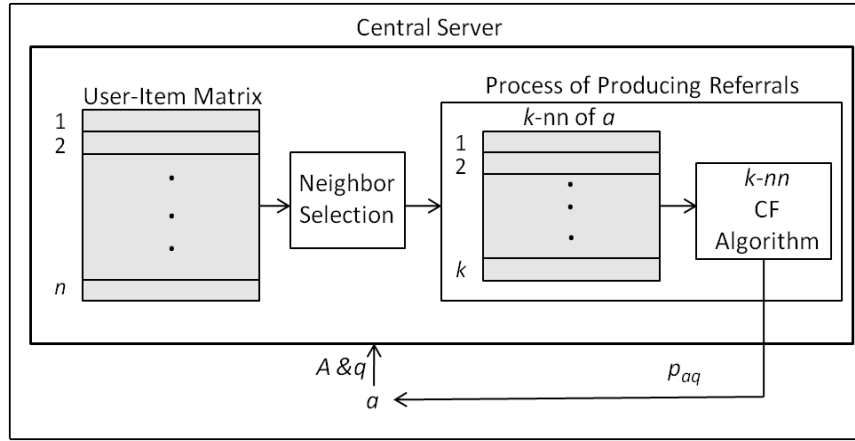 Central Server
User-Item Matrix
1
2
n
Neighbor
Selection
Process of Producing Referrals
k-nn of a
1
2
k
k-nn
CF
Algorithm
A &q
a
paq